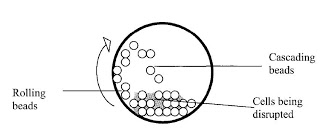 Cascading
beads
Rolling
beads
Cells being
disrupted